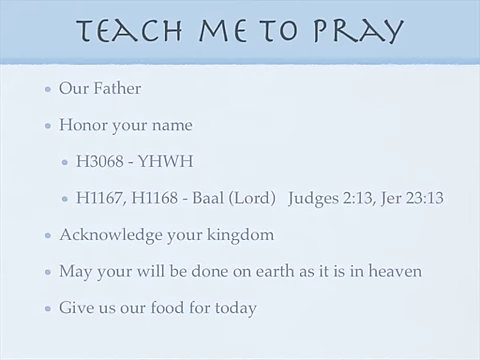 TEACH ME TO PRAY
Our Father
Honor your name
H3068 - YHWH
H1167, H1168 - Baal (Lord) Judges 2:13, Jer 23:13
Acknowledge your kingdom
May your will be done on earth as it is in heaven
Give us our food for today